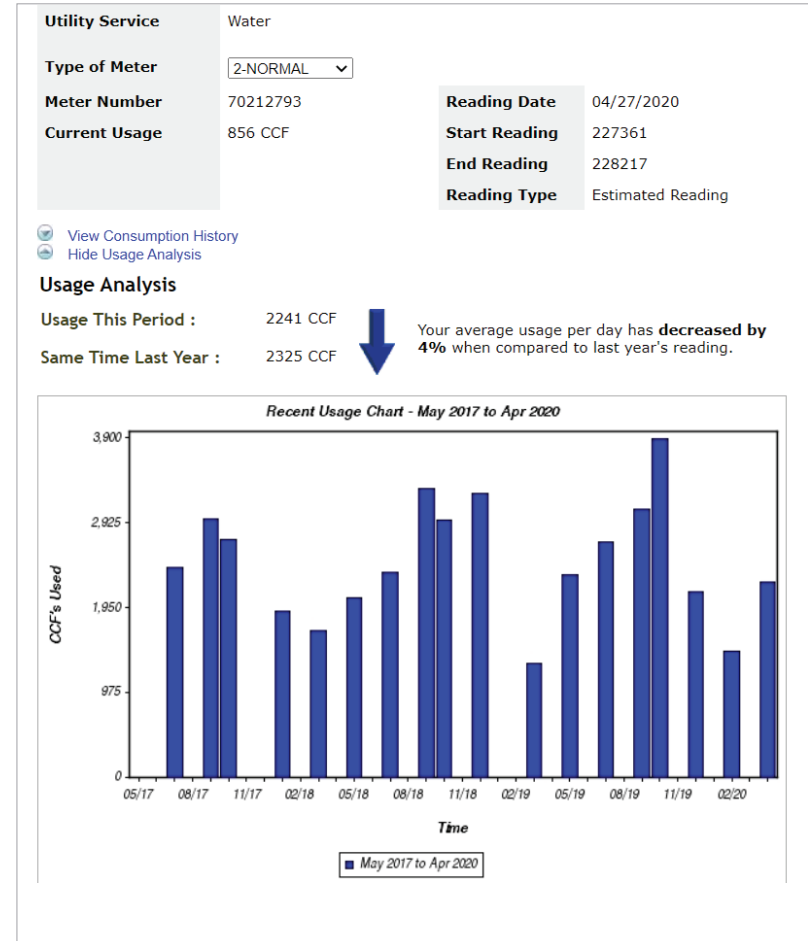 Utility Service Water
Type of Meter 2-NORMAL
Meter Number 70212793 Reading Date 04/27/2020
Current Usage 856 CCF Start Reading 227361
End Reading 228217
Reading Type Estimated Reading
View Consumption History
Hide Usage Analysis
Usage Analysis
Usage This Period : 2241 CCF
Same Time Last Year : 2325 CCF
Your average usage per day has decreased by
4% when compared to last year's reading.
Recent Usage Chart - May 2017 to Apr 2020
3,900
2,925
1,950
975
0
CCF's Used
05/17 08/17 11/17 02/18 05/18 08/18 11/18 02/19 05/19 08/19 11/19 02/20
Time
May 2017 to Apr 2020